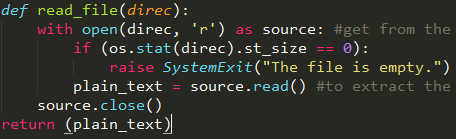 def read_file(direc):
    with open(direc, 'r') as source: #get from the
        if (os.stat(direc).st_size == 0):
            raise SystemExit("The file is empty.")
        plain_text = source.read() #to extract the
    source.close()
return (plain_text)